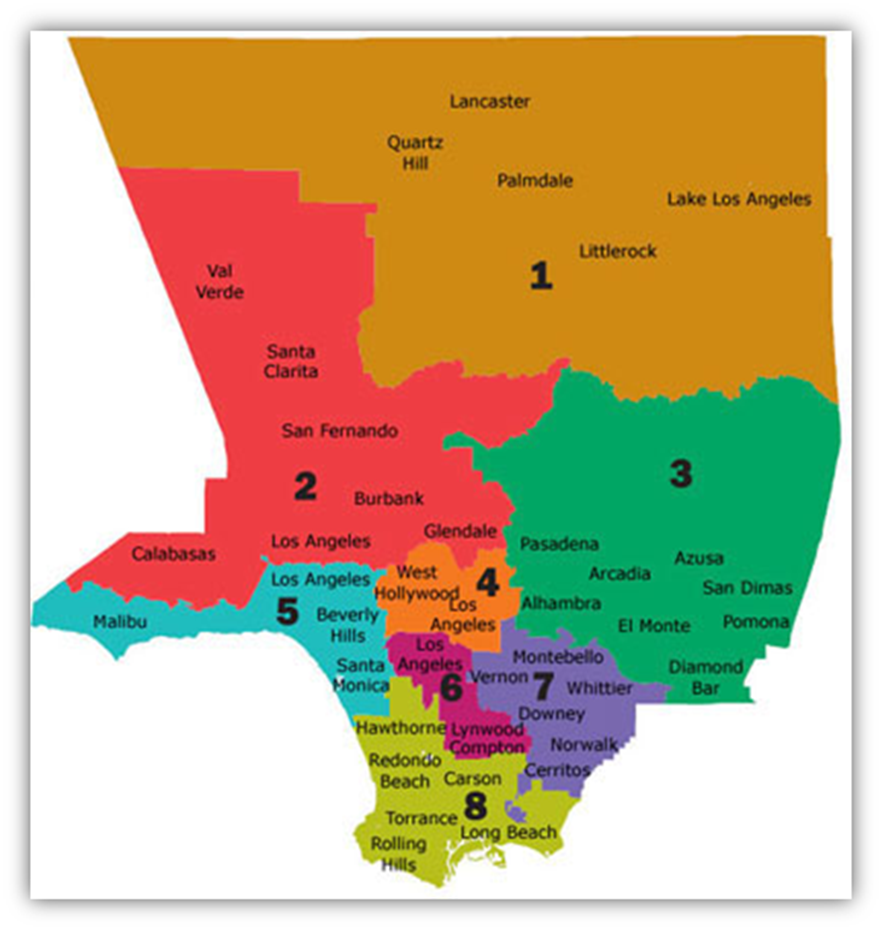 Lancaster
Quartz
Hill
Palmdale
Lake Los Angeles
Littlerock
1
Val
Verde
Santa
Clarita
San Fernando
2
Burbank
Los Angeles
Glendale
Calabasas
3
Pasadena
Azusa
Arcadia
San Dimas
Alhambra
El Monte
Pomona
Diamond
Bar
West
Hollywood
4
Los
Angeles
Los Angeles
5
Beverly
Hills
Malibu
Santa
Monica
Los
Angeles
6
Lynwood
Compton
Montebello
Vernon
7
Whittier
Downey
Norwalk
Cerritos
Hawthorne
Redondo
Beach
Carson
8
Torrance
Long Beach
Rolling
Hills